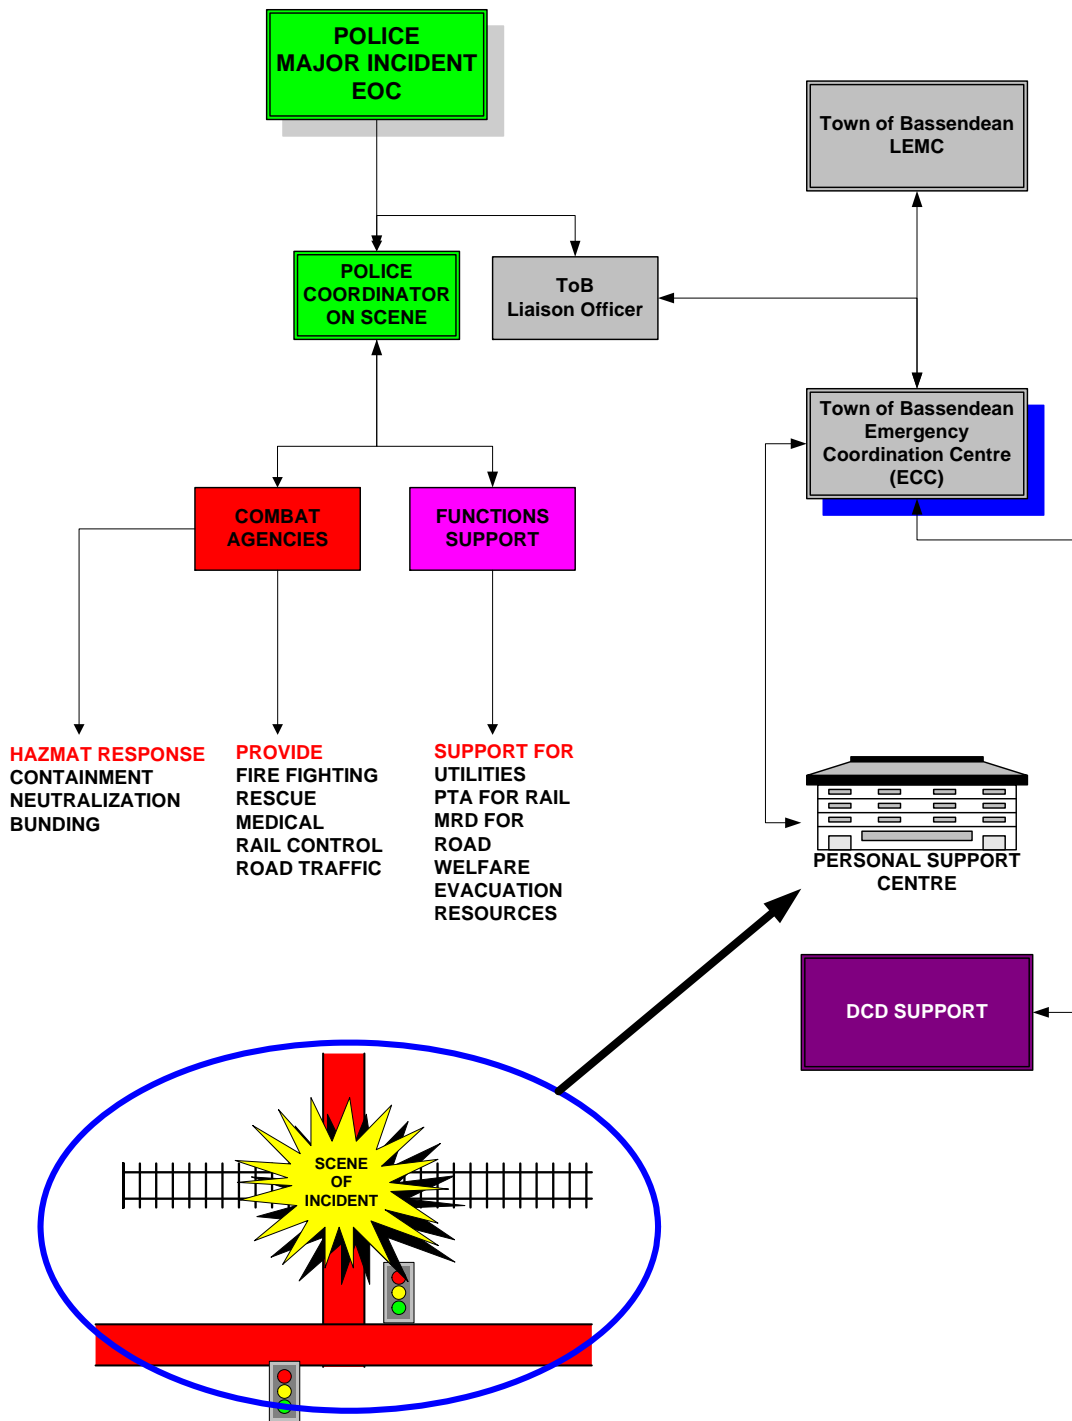 POLICE
MAJOR INCIDENT
EOC
Town of Bassendean
LEMC
POLICE
COORDINATOR
ON SCENE
ToB
Liaison Officer
Town of Bassendean
Emergency
Coordination Centre
(ECC)
COMBAT
AGENCIES
FUNCTIONS
SUPPORT
HAZMAT RESPONSE
CONTAINMENT
NEUTRALIZATION
BUNDING
PROVIDE
FIRE FIGHTING
RESCUE
MEDICAL
RAIL CONTROL
ROAD TRAFFIC
SUPPORT FOR
UTILITIES
PTA FOR RAIL
MRD FOR
ROAD
WELFARE
EVACUATION
RESOURCES
PERSONAL SUPPORT
CENTRE
DCD SUPPORT
SCENE
OF
INCIDENT